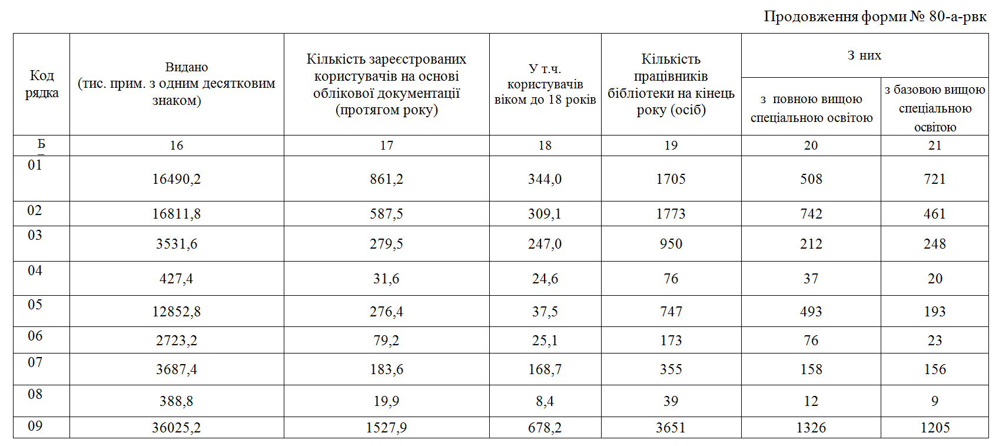 Продовження форми № 80-а-рвк
Код
рядка
Видано
(тис. прим. з одним десятковим
знаком)
Кількість зареєстрованих
користувачів на основі
облікової документації
(протягом року)
У т.ч.
користувачів
віком до 18 років
Кількість
працівників
бібліотеки на кінець
року (осіб)
З них
з повною вищою
спеціальною освітою
з базовою вищою
спеціальною
освітою
Б 16 17 18 19 20 21
01 16490,2 861,2 344,0 1705 508 721
02 16811,8 587,5 309,1 1773 742 461
03 3531,6 279,5 247,0 950 212 248
04 427,4 31,6 24,6 76 37 20
05 12852,8 276,4 37,5 747 493 193
06 2723,2 79,2 25,1 173 76 23
07 3687,4 183,6 168,7 355 158 156
08 388,8 19,9 8,4 39 12 9
09 36025,2 1527,9 678,2 3651 1326 1205